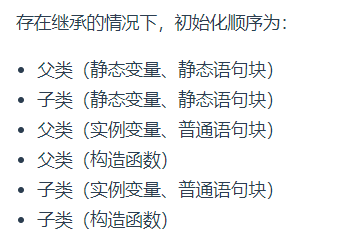 存在继承的情况下，初始化顺序为：
• 父类（静态变量、静态语句块）
• 子类（静态变量、静态语句块）
• 父类（实例变量、普通语句块）
• 父类（构造函数）
• 子类（实例变量、普通语句块）
• 子类（构造函数）